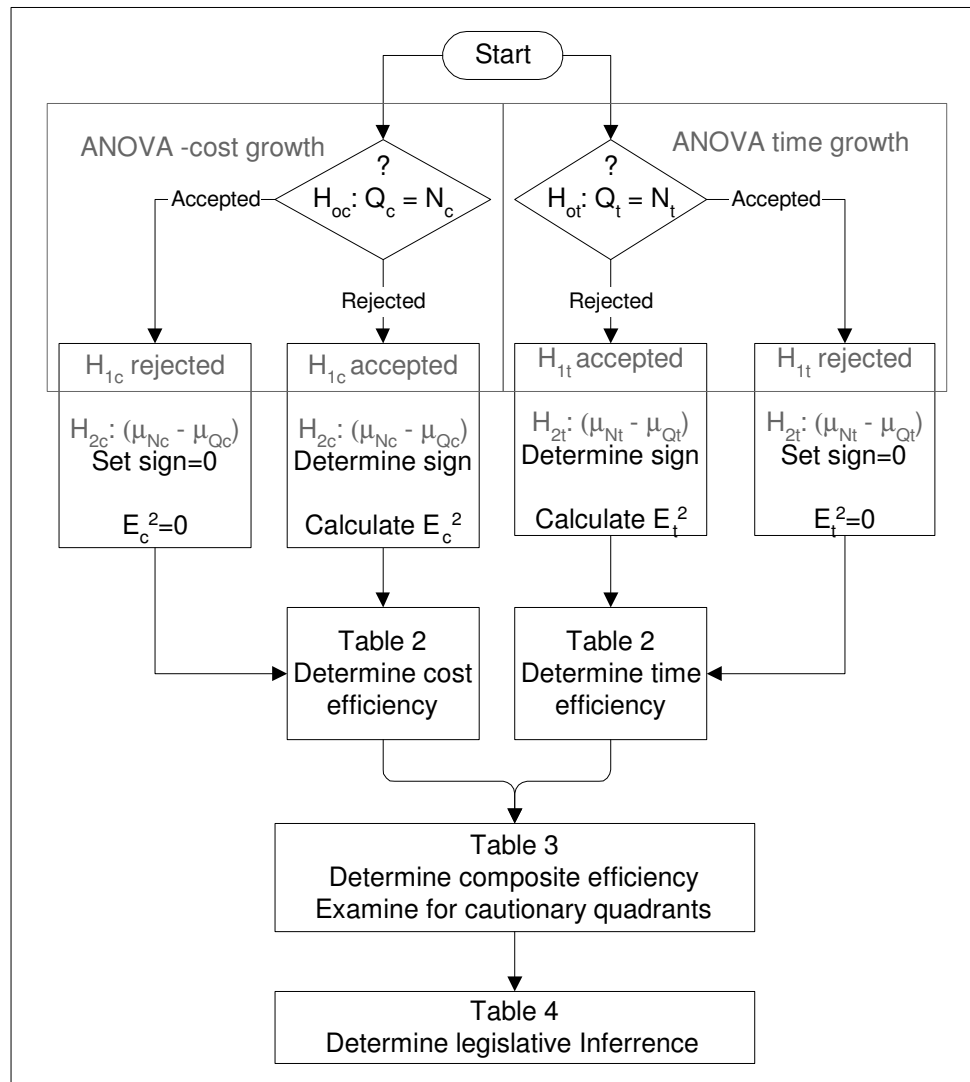 Start
ANOVA -cost growth
ANOVA time growth
?
H_oc: Q_c = N_c
?
H_ot: Q_t = N_t
Accepted
Accepted
Rejected
Rejected
H_1c rejected
H_2c: (μ_Nc - μ_Qc)
Set sign=0
E_c^2=0
H_1c accepted
H_2c: (μ_Nc - μ_Qc)
Determine sign
Calculate E_c^2
H_1t accepted
H_2t: (μ_Nt - μ_Qt)
Determine sign
Calculate E_t^2
H_1t rejected
H_2t: (μ_Nt - μ_Qt)
Set sign=0
E_t^2=0
Table 2
Determine cost
efficiency
Table 2
Determine time
efficiency
Table 3
Determine composite efficiency
Examine for cautionary quadrants
Table 4
Determine legislative Inferrence